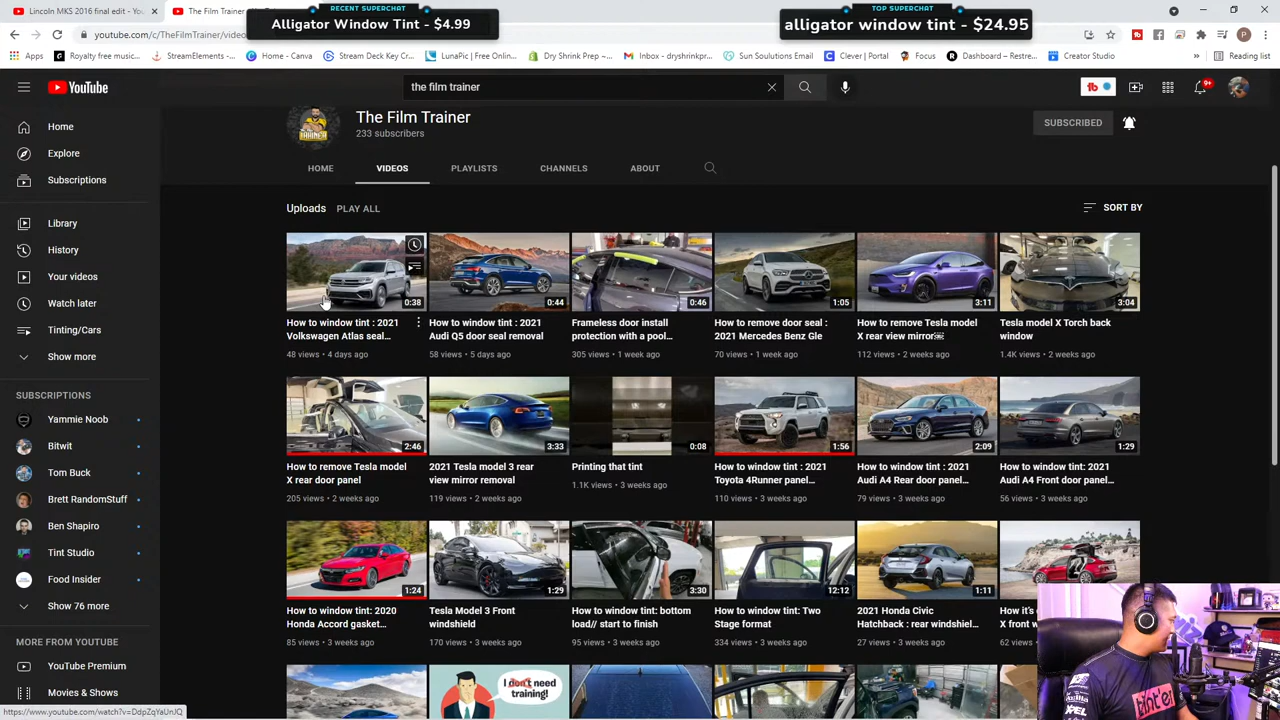 Lincoln MKS 2016 final edit - You
The Film Trainer - You
RECENT SUPERCHAT
Alligator Window Tint - $4.99
TOP SUPERCHAT
alligator window tint - $24.95
youtube.com/c/TheFilmTrainer/video
Apps
Royalty free music...
StreamElements -
Home - Canva
Stream Deck Key
LunaPic | Free Onlin...
Dry Shrink Prep ~...
Inbox - dryshrinkpr...
Sun Soulutions Email
Clever | Portal
Focus
Dashboard – Restre...
Creator Studio
»
Reading list
YouTube
the film trainer
9+
Home
Explore
Subscriptions
Library
History
Your videos
Watch later
Tinting/Cars
Show more
SUBSCRIPTIONS
Yammie Noob
Bitwit
Tom Buck
Brett RandomStuff
Ben Shapiro
Tint Studio
Food Insider
Show 76 more
MORE FROM YOUTUBE
YouTube Premium
Movies & Shows
https://www.youtube.com/watch?v=DdpZqYaUrJQ
The Film Trainer
233 subscribers
SUBSCRIBED
HOME
VIDEOS
PLAYLISTS
CHANNELS
ABOUT
Uploads
PLAY ALL
SORT BY
0:38
0:44
0:46
1:05
3:11
3:04
How to window tint : 2021
Volkswagen Atlas seal...
48 views • 4 days ago
How to window tint : 2021
Audi Q5 door seal removal
58 views • 5 days ago
Frameless door install
protection with a pool...
305 views • 1 week ago
How to remove door seal :
2021 Mercedes Benz Gle
70 views • 1 week ago
How to remove Tesla model
X rear view mirror
112 views • 2 weeks ago
Tesla model X Torch back
window
1.4K views • 2 weeks ago
2:46
3:33
0:08
1:56
2:09
1:29
How to remove Tesla model
X rear door panel
205 views • 2 weeks ago
2021 Tesla model 3 rear
view mirror removal
119 views • 2 weeks ago
Printing that tint
1.1K views • 3 weeks ago
How to window tint : 2021
Toyota 4Runner panel...
110 views • 3 weeks ago
How to window tint : 2021
Audi A4 Rear door panel...
79 views • 3 weeks ago
How to window tint: 2021
Audi A4 Front door panel...
56 views • 3 weeks ago
1:24
1:29
3:30
12:12
1:11
How to window tint: 2020
Honda Accord gasket...
85 views • 3 weeks ago
Tesla Model 3 Front
windshield
170 views • 3 weeks ago
How to window tint: bottom
load// start to finish
95 views • 3 weeks ago
How to window tint: Two
Stage format
334 views • 3 weeks ago
2021 Honda Civic
Hatchback : rear windshiel...
27 views • 3 weeks ago
How it's
X front w
62 views
I don't need
training!